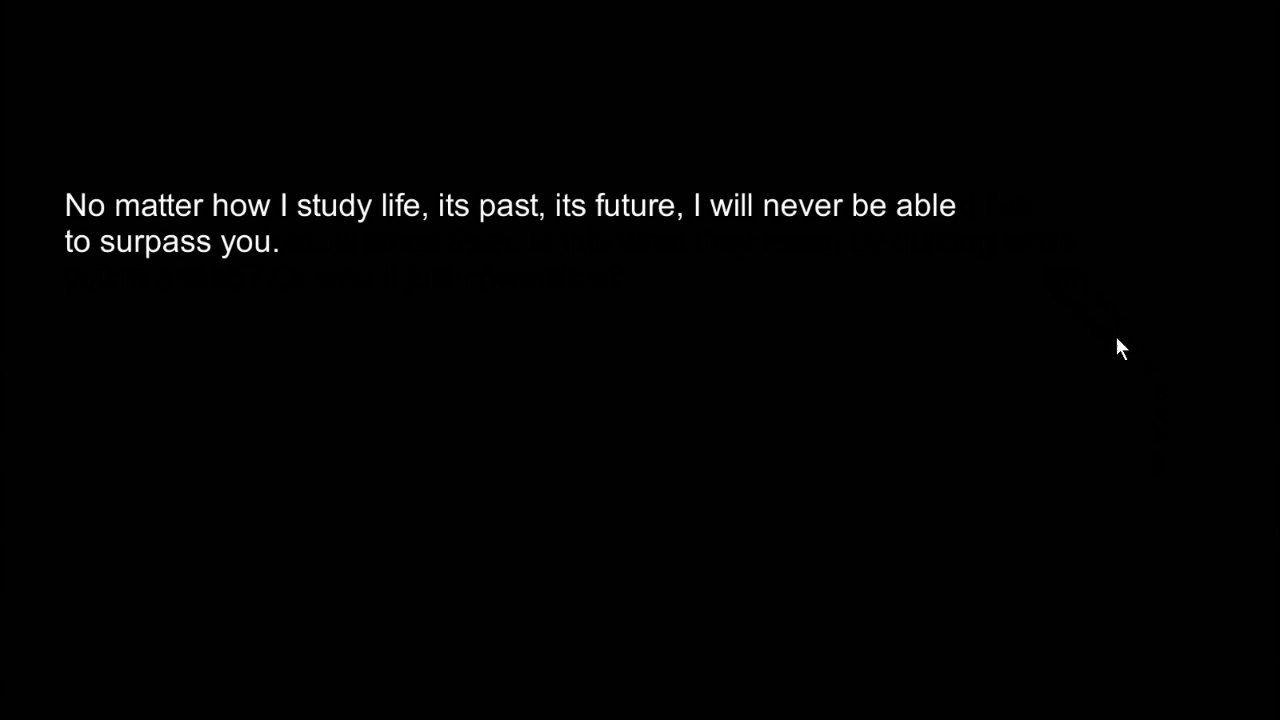 No matter how I study life, its past, its future, I will never be able
to surpass you.